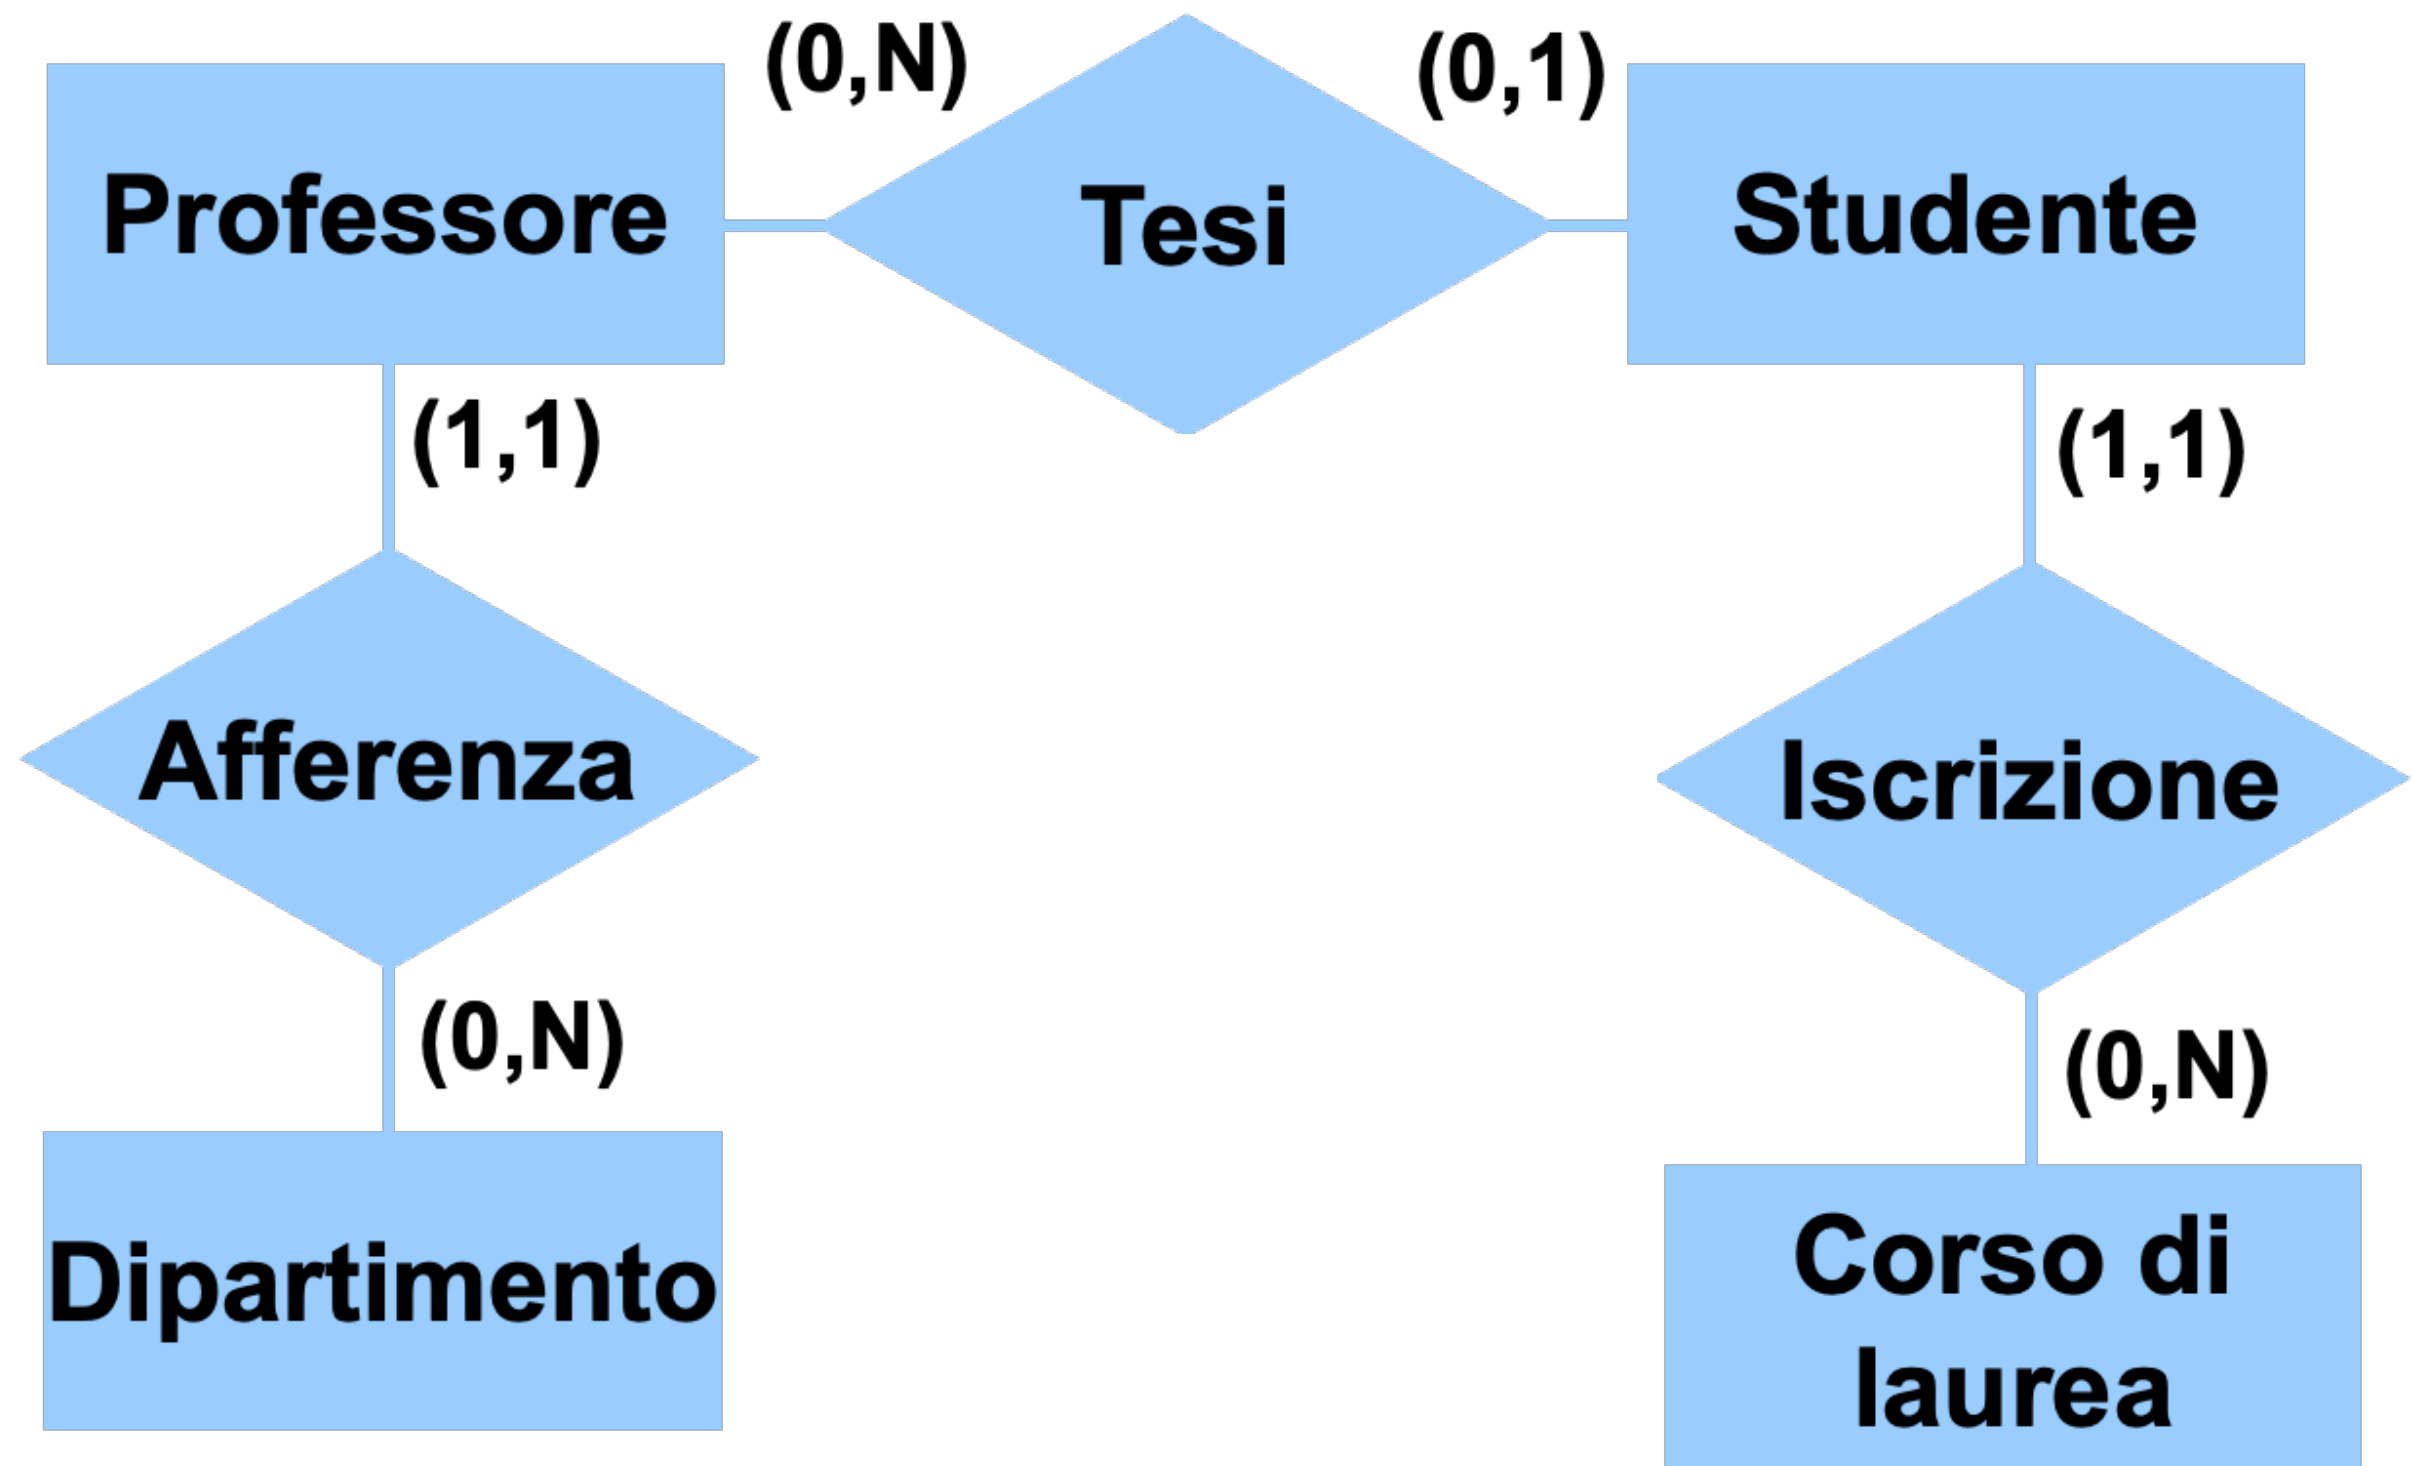 (0,N)
(0,1)
Professore
Tesi
Studente
(1,1)
(1,1)
Afferenza
Iscrizione
(0,N)
(0,N)
Dipartimento
Corso di
laurea